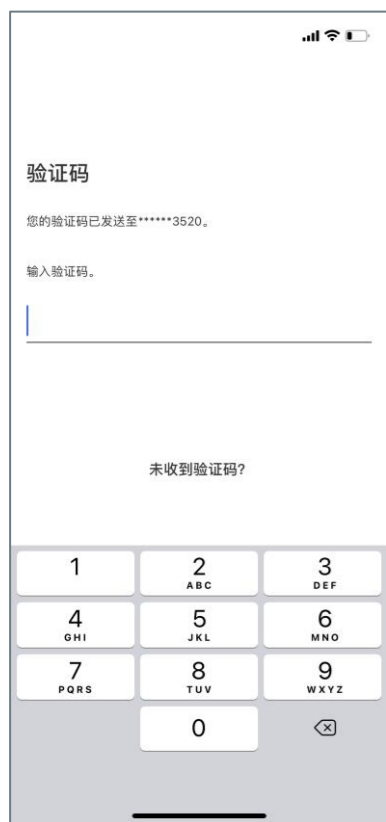 验证码
您的验证码已发送至******3520。
输入验证码。
未收到验证码?
1
2
ABC
3
DEF
4
GHI
5
JKL
6
MNO
7
PQRS
8
TUV
9
WXYZ
0